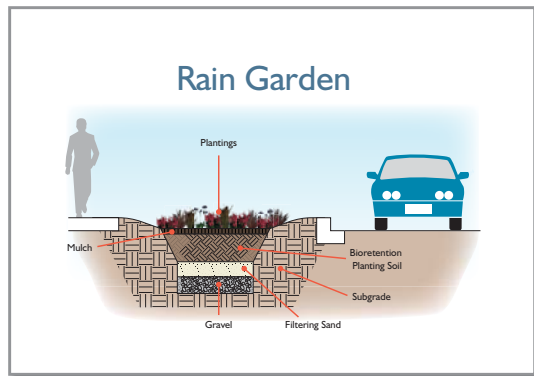 Rain Garden
Plantings
Mulch
Bioretention
Planting Soil
Subgrade
Gravel
Filtering Sand